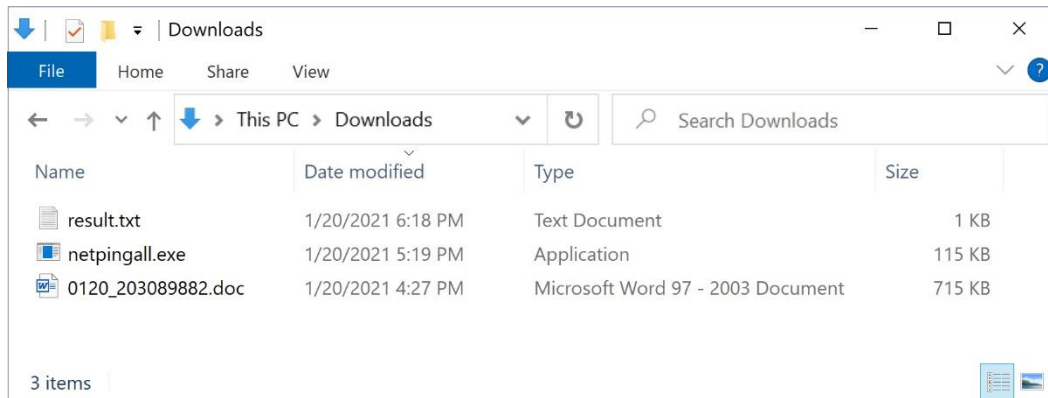 Downloads
File Home Share View ?
This PC > Downloads Search Downloads
Name Date modified Type Size
result.txt 1/20/2021 6:18 PM Text Document 1 KB
netpingall.exe 1/20/2021 5:19 PM Application 115 KB
0120_203089882.doc 1/20/2021 4:27 PM Microsoft Word 97 - 2003 Document 715 KB
3 items